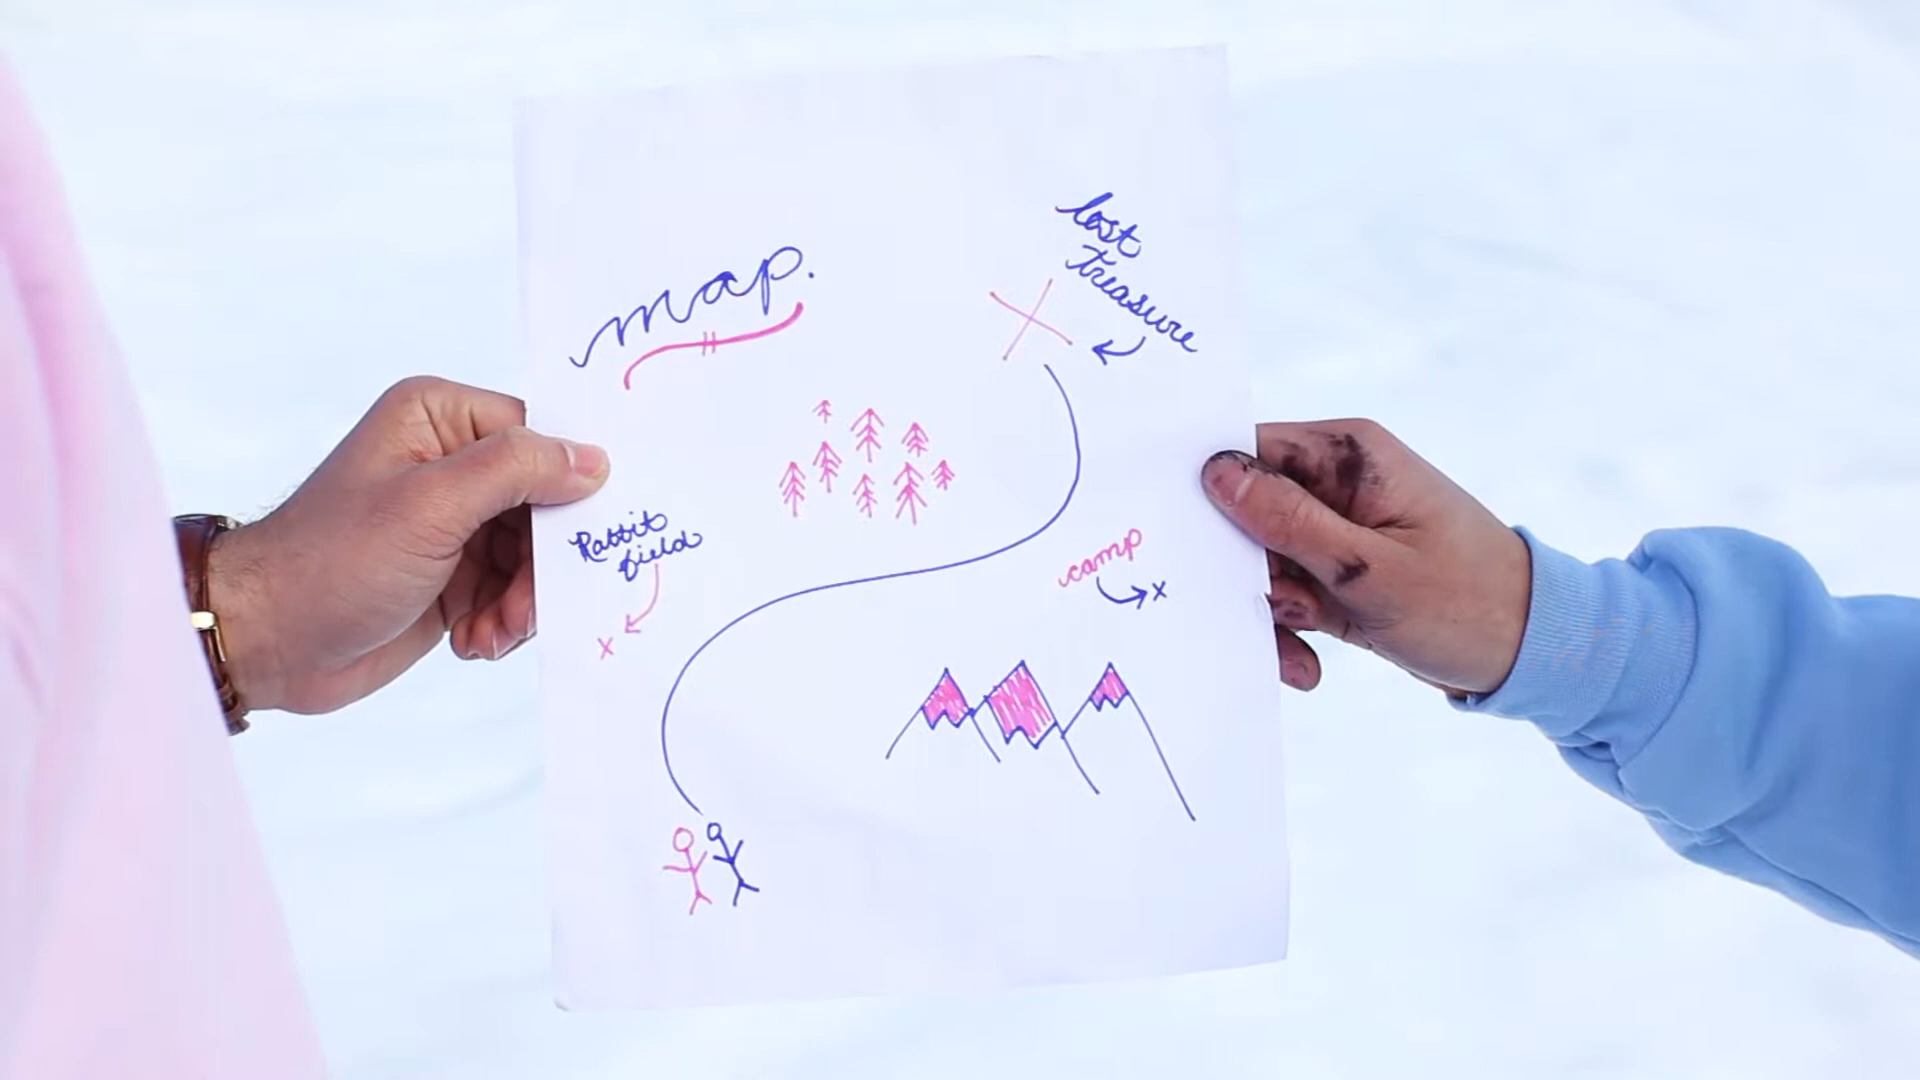 map.
lost
treasure
Rabbit
field
x
camp
x